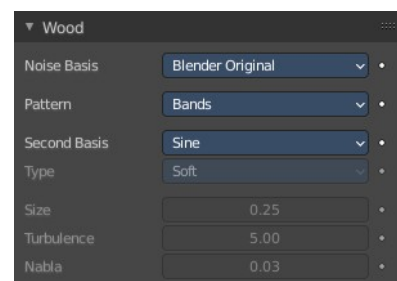 Wood
Noise Basis Blender Original
Pattern Bands
Second Basis Sine
Type Soft
Size 0.25
Turbulence 5.00
Nabla 0.03